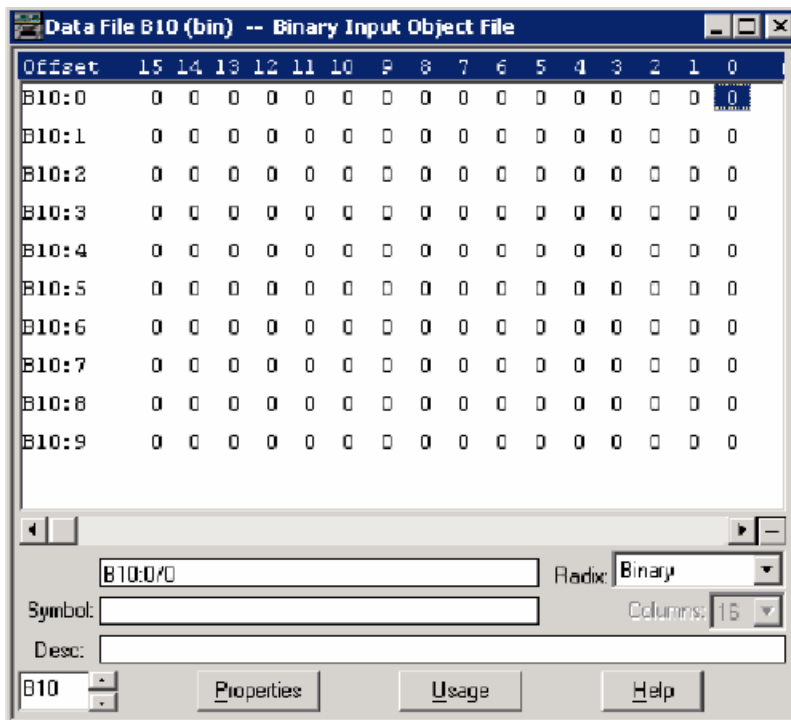 Data File B10 (bin) -- Binary Input Object File
Offset 15 14 13 12 11 10 9 8 7 6 5 4 3 2 1 0
B10:0 0 0 0 0 0 0 0 0 0 0 0 0 0 0 0 0
B10:1 0 0 0 0 0 0 0 0 0 0 0 0 0 0 0 0
B10:2 0 0 0 0 0 0 0 0 0 0 0 0 0 0 0 0
B10:3 0 0 0 0 0 0 0 0 0 0 0 0 0 0 0 0
B10:4 0 0 0 0 0 0 0 0 0 0 0 0 0 0 0 0
B10:5 0 0 0 0 0 0 0 0 0 0 0 0 0 0 0 0
B10:6 0 0 0 0 0 0 0 0 0 0 0 0 0 0 0 0
B10:7 0 0 0 0 0 0 0 0 0 0 0 0 0 0 0 0
B10:8 0 0 0 0 0 0 0 0 0 0 0 0 0 0 0 0
B10:9 0 0 0 0 0 0 0 0 0 0 0 0 0 0 0 0
B10:0/0 Radix: Binary
Symbol: Columns: 16
Desc:
B10 Properties Usage Help